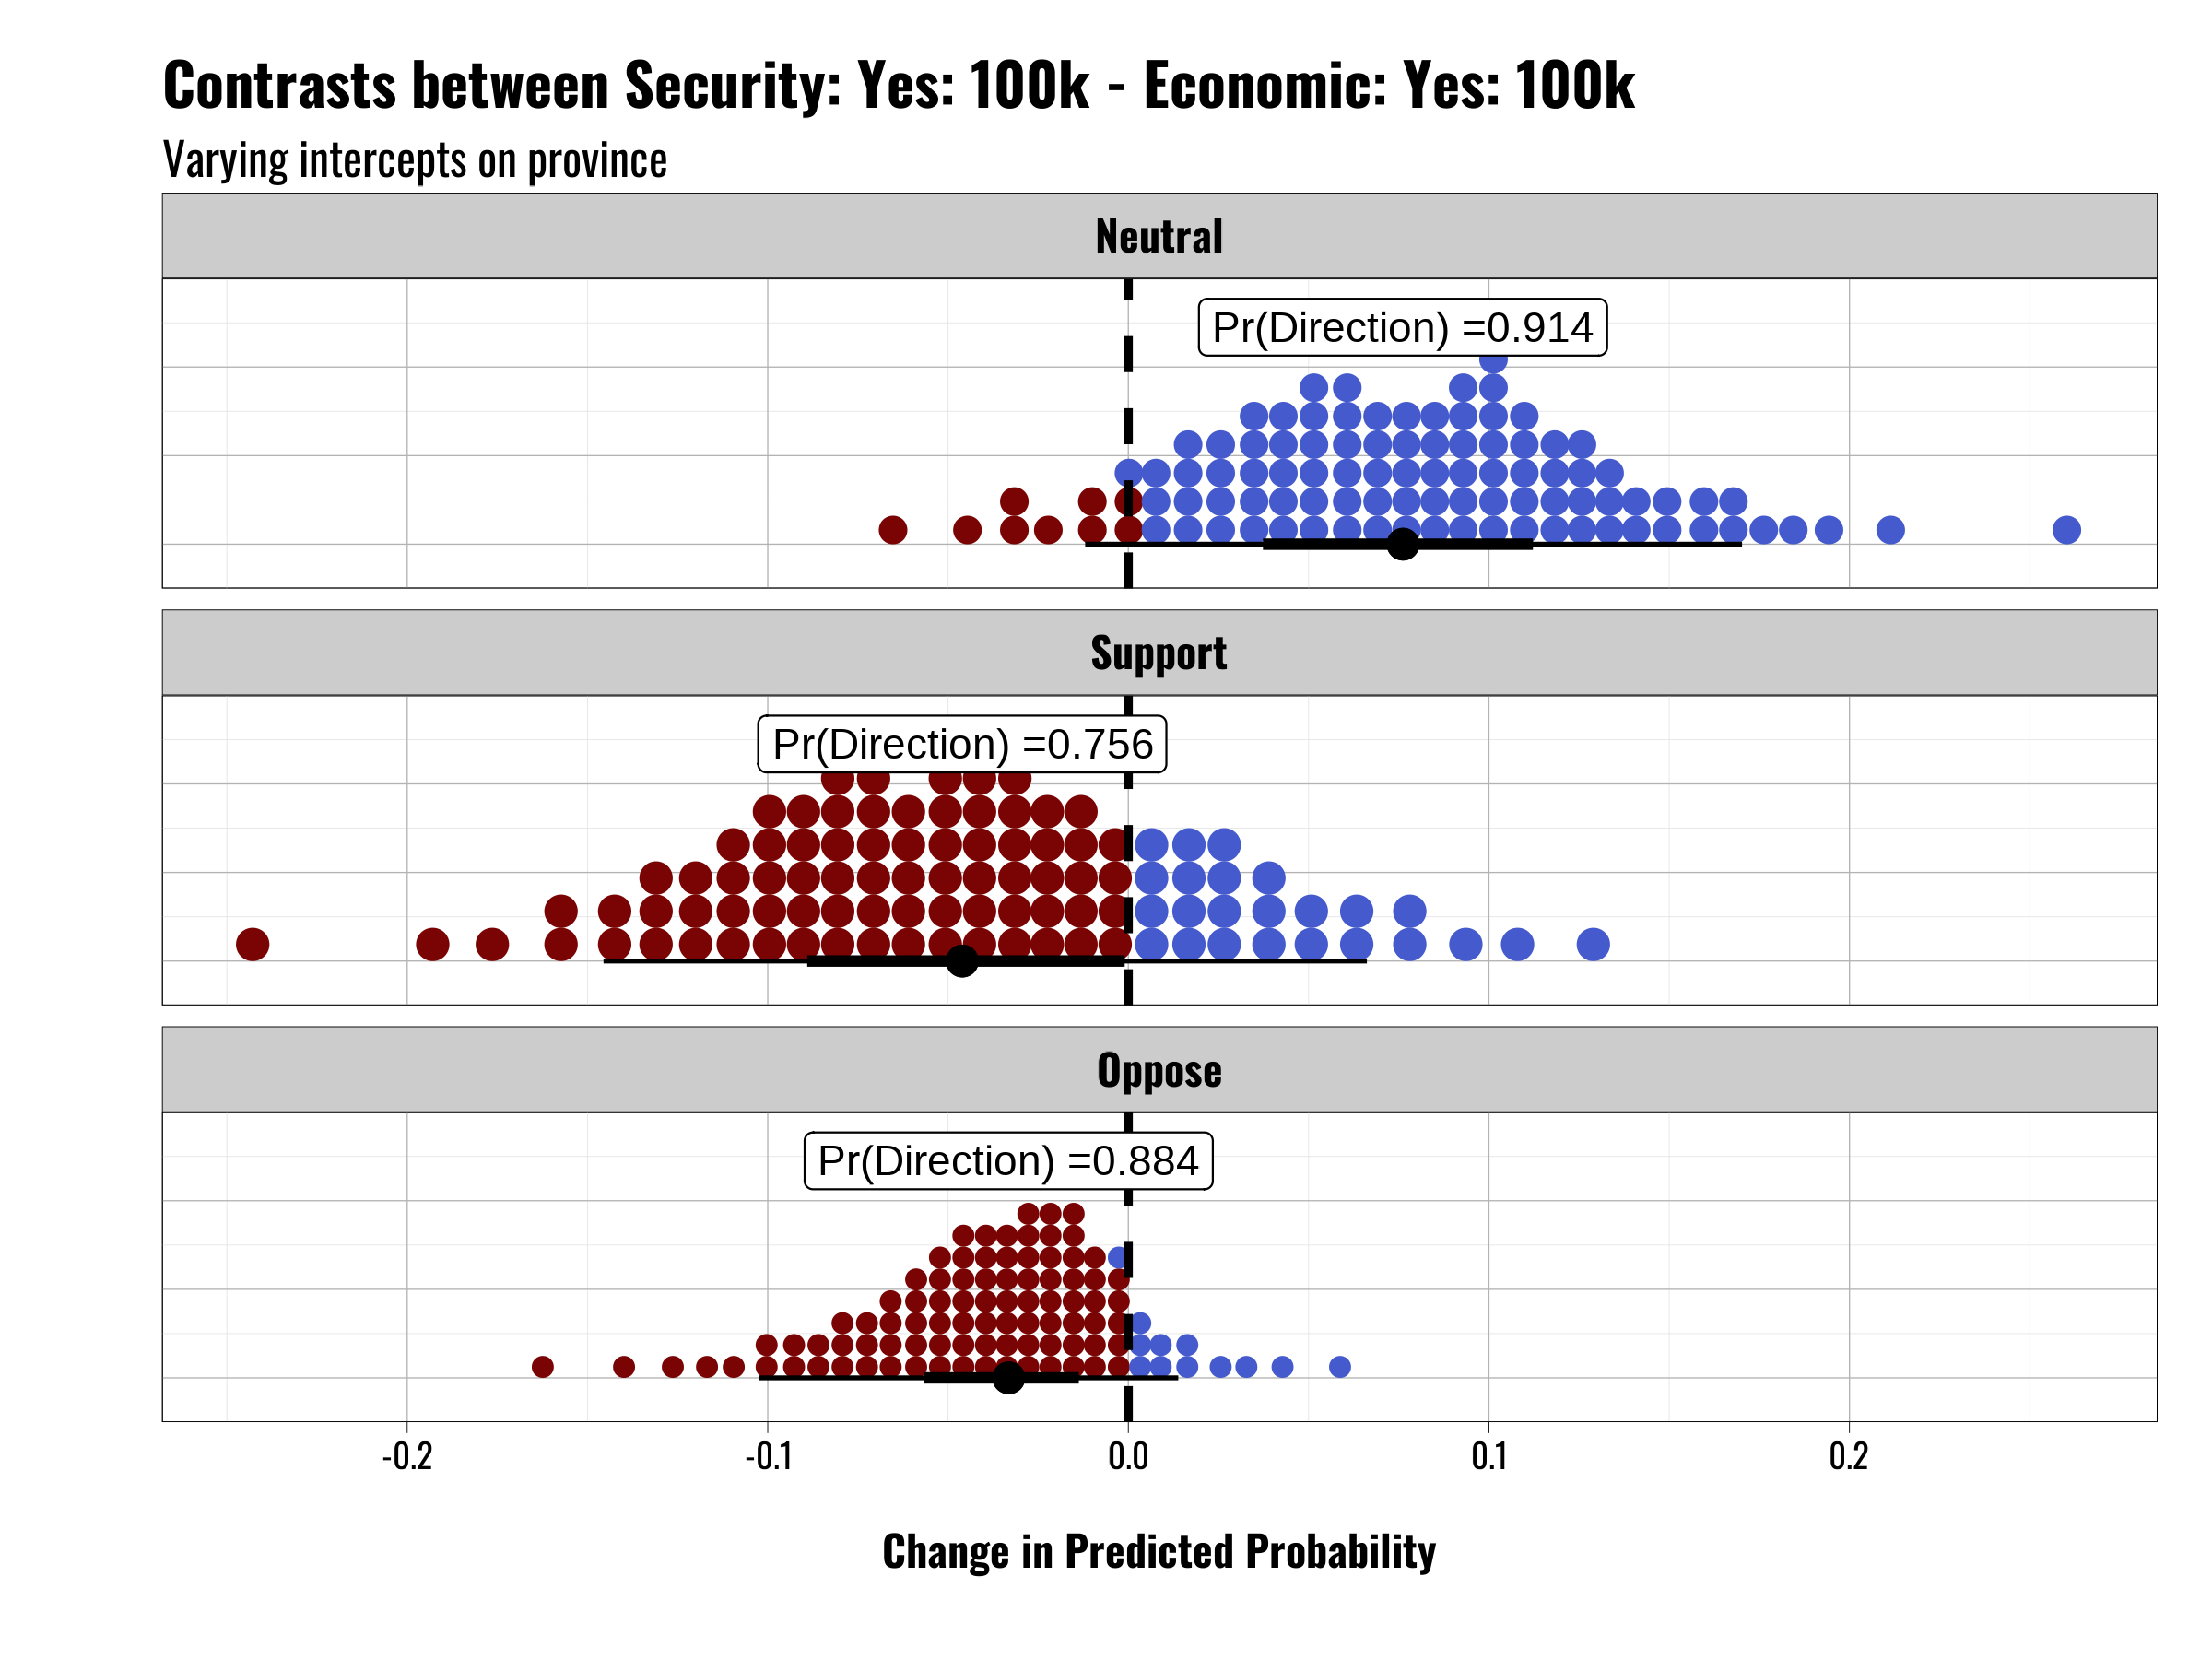 Contrasts between Security: Yes: 100k - Economic: Yes: 100k
Varying intercepts on province
Neutral
Pr(Direction) =0.914
Support
Pr(Direction) =0.756
Oppose
Pr(Direction) =0.884
-0.2 -0.1 0.0 0.1 0.2
Change in Predicted Probability